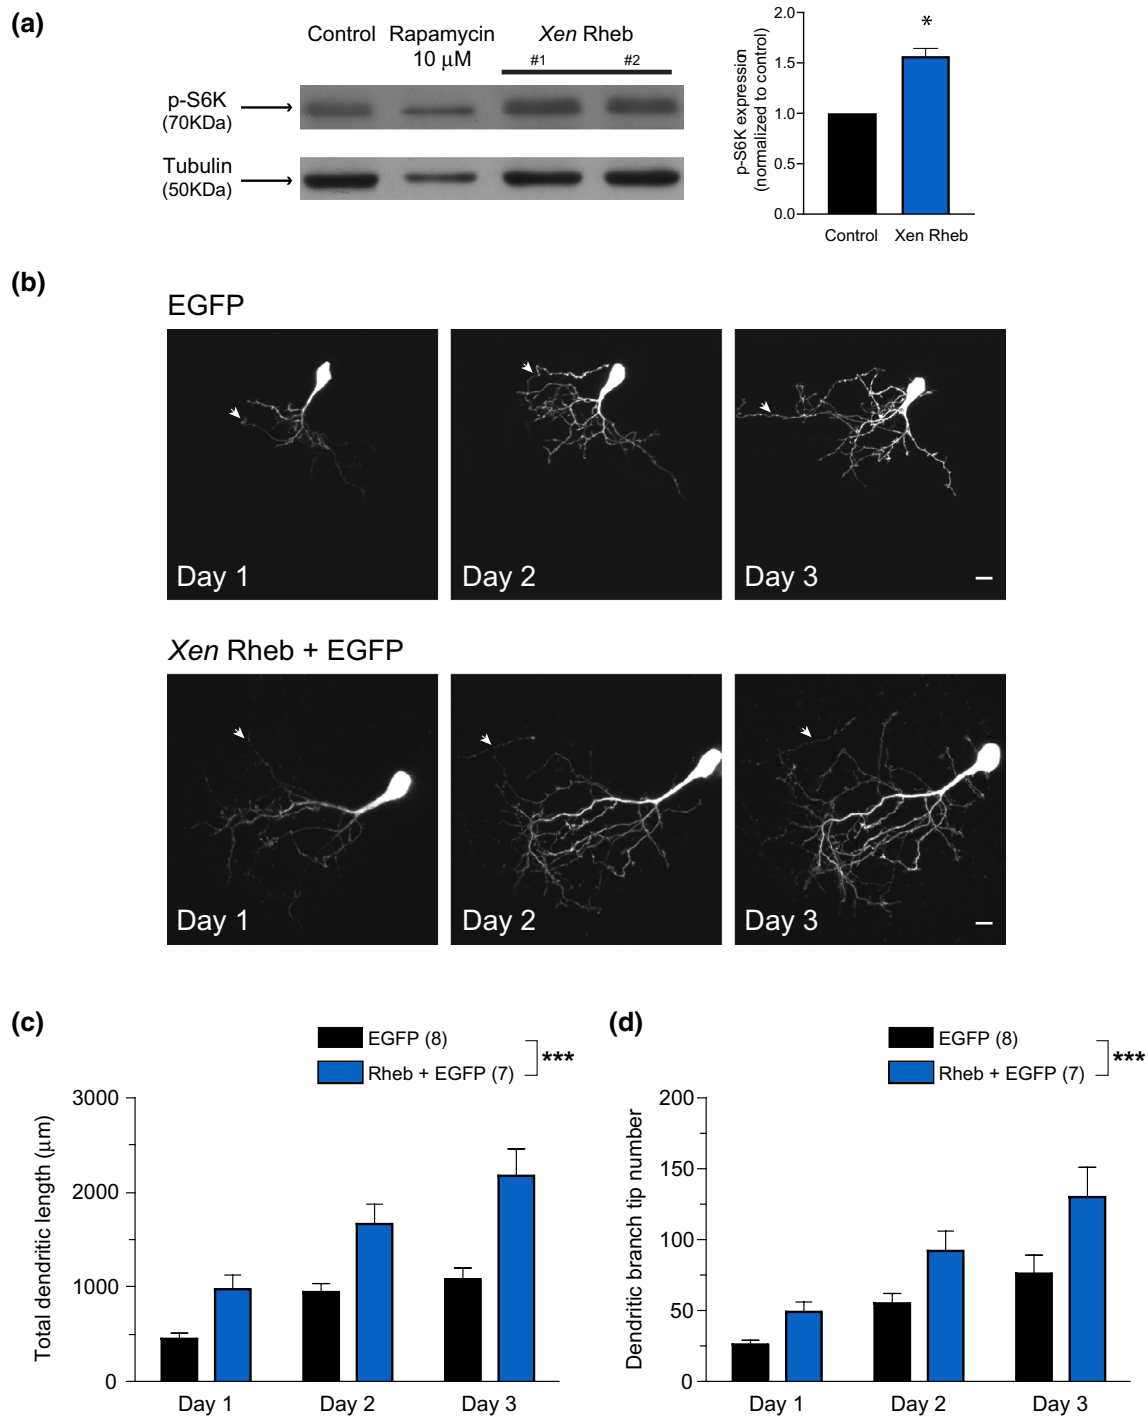 (a)
Control Rapamycin 10 µM Xen Rheb
#1 #2
p-S6K
(70KDa)
Tubulin
(50KDa)
p-S6K expression
(normalized to control)
2.0
1.5
1.0
0.5
0.0
*
Control Xen Rheb
(b)
EGFP
Day 1 Day 2 Day 3
Xen Rheb + EGFP
Day 1 Day 2 Day 3
(c)
EGFP (8)
Rheb + EGFP (7)
***
Total dendritic length (µm)
3000
2000
1000
0
Day 1 Day 2 Day 3
(d)
EGFP (8)
Rheb + EGFP (7)
***
Dendritic branch tip number
200
150
100
50
0
Day 1 Day 2 Day 3